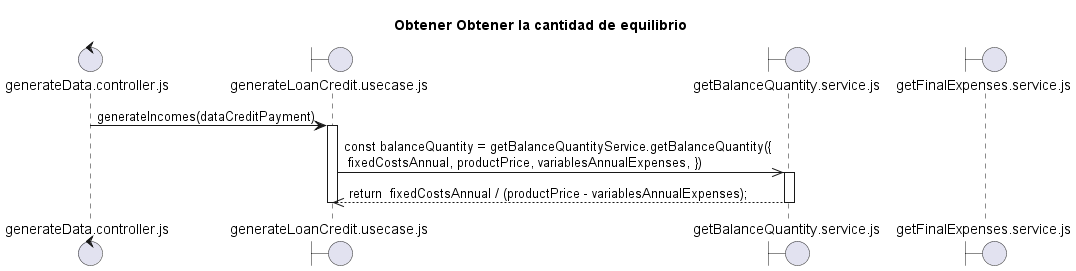 Obtener Obtener la cantidad de equilibrio
generateData.controller.js
generateLoanCredit.usecase.js
getBalanceQuantity.service.js
getFinalExpenses.service.js
generateIncomes(dataCreditPayment)
const balanceQuantity = getBalanceQuantityService.getBalanceQuantity({
fixedCostsAnnual, productPrice, variablesAnnualExpenses, })
return  fixedCostsAnnual / (productPrice - variablesAnnualExpenses);
generateData.controller.js
generateLoanCredit.usecase.js
getBalanceQuantity.service.js
getFinalExpenses.service.js